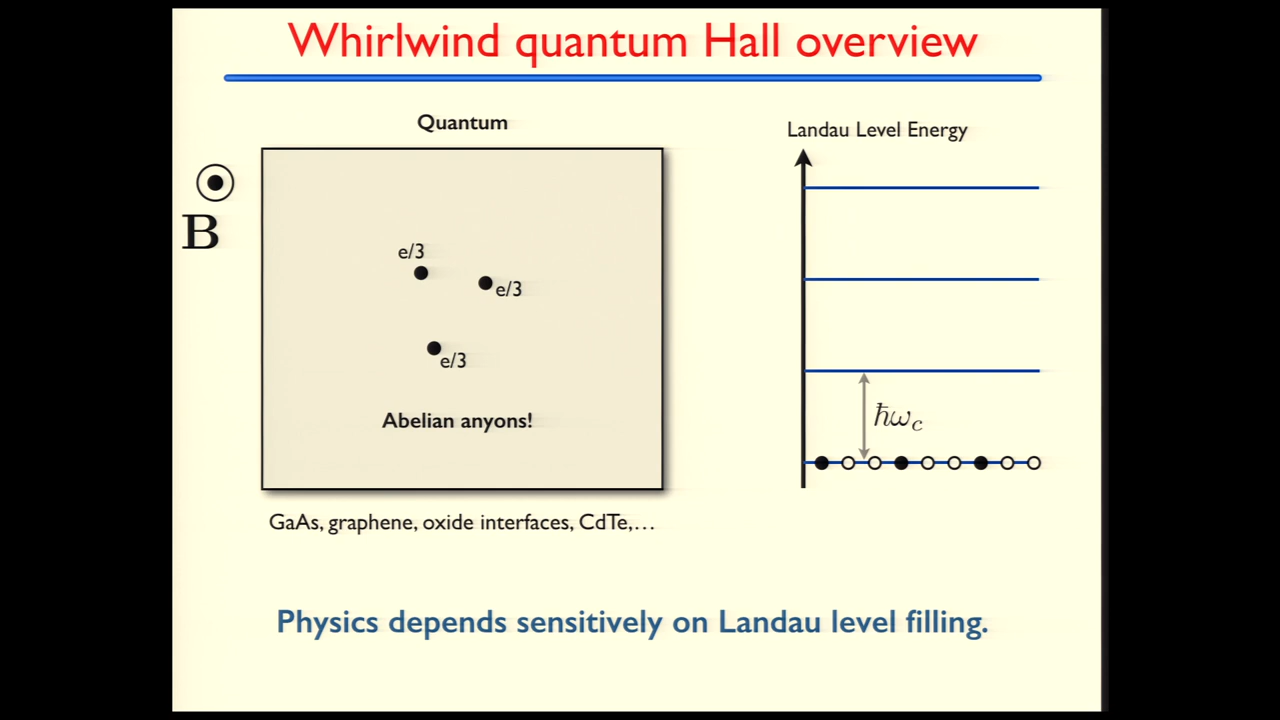 Whirlwind quantum Hall overview
Quantum
Landau Level Energy
B
e/3
e/3
e/3
Abelian anyons!
ħω_c
GaAs, graphene, oxide interfaces, CdTe,…
Physics depends sensitively on Landau level filling.